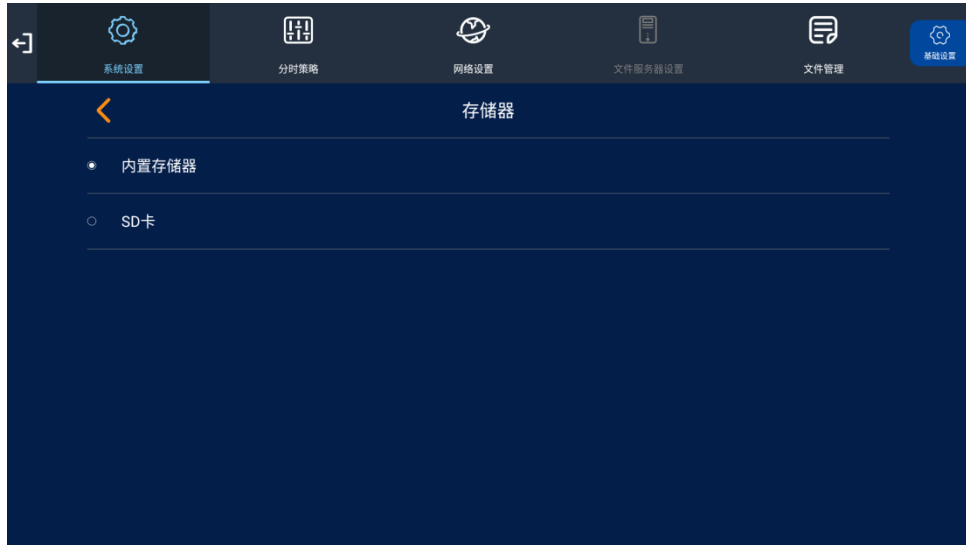 系统设置
分时策略
网络设置
文件服务器设置
文件管理
基础设置
存储器
内置存储器
SD卡